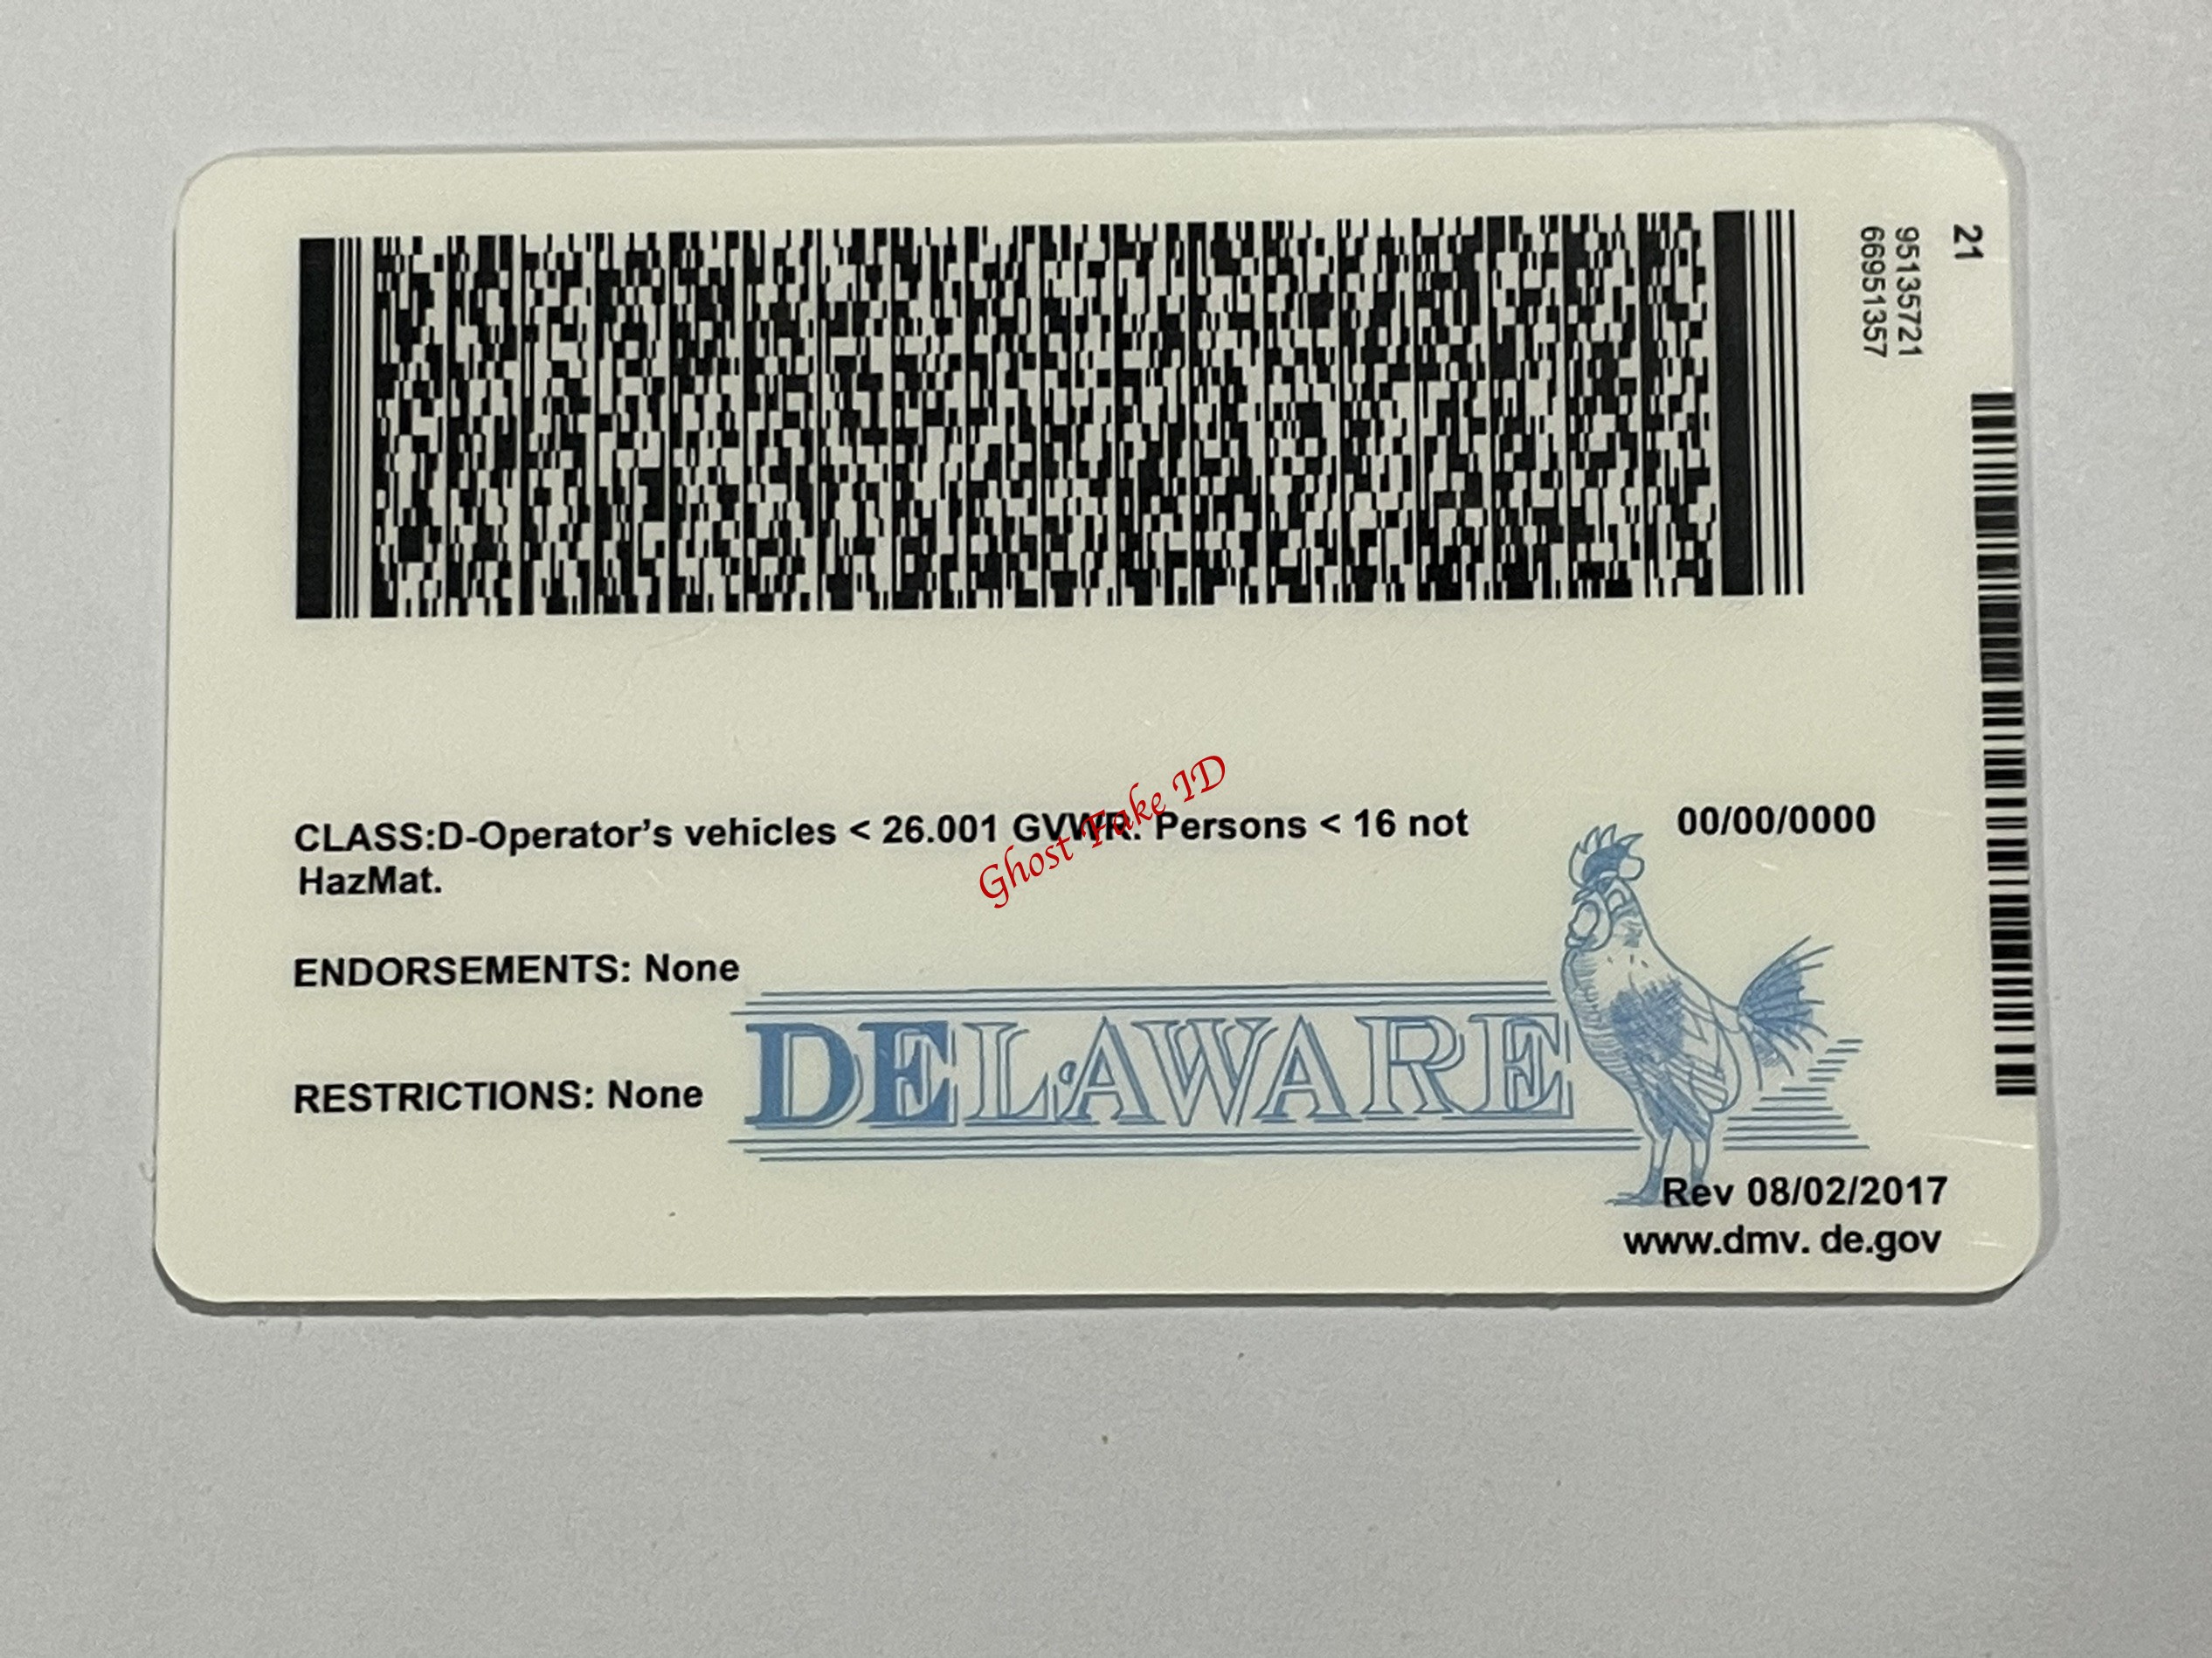 21
95135721
66951357
CLASS:D-Operator's vehicles < 26.001 GVWR. Persons < 16 not
HazMat.
00/00/0000
Ghost Fake ID
ENDORSEMENTS: None
DELAWARE
RESTRICTIONS: None
Rev 08/02/2017
www.dmv. de.gov